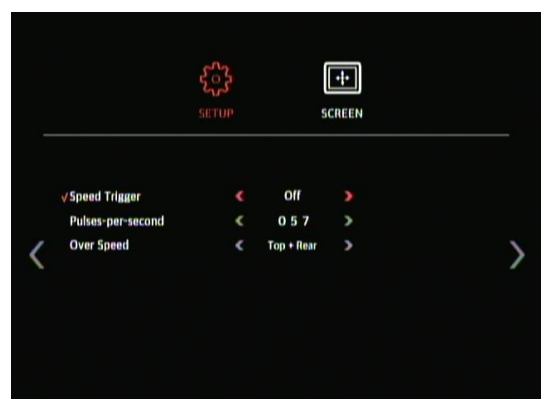 SETUP SCREEN
Speed Trigger Off
Pulses-per-second 0 5 7
Over Speed Top + Rear